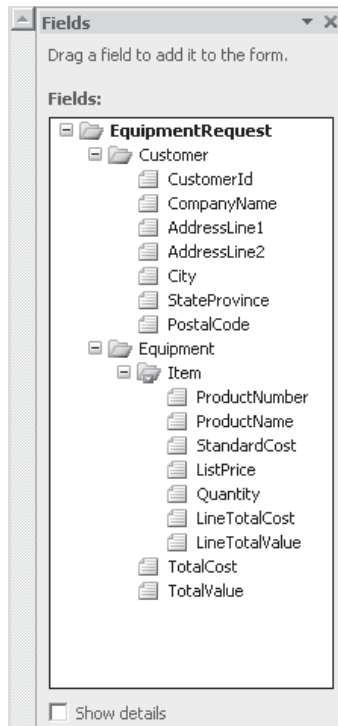 Fields
Drag a field to add it to the form.
Fields:
EquipmentRequest
Customer
CustomerId
CompanyName
AddressLine1
AddressLine2
City
StateProvince
PostalCode
Equipment
Item
ProductNumber
ProductName
StandardCost
ListPrice
Quantity
LineTotalCost
LineTotalValue
TotalCost
TotalValue
Show details